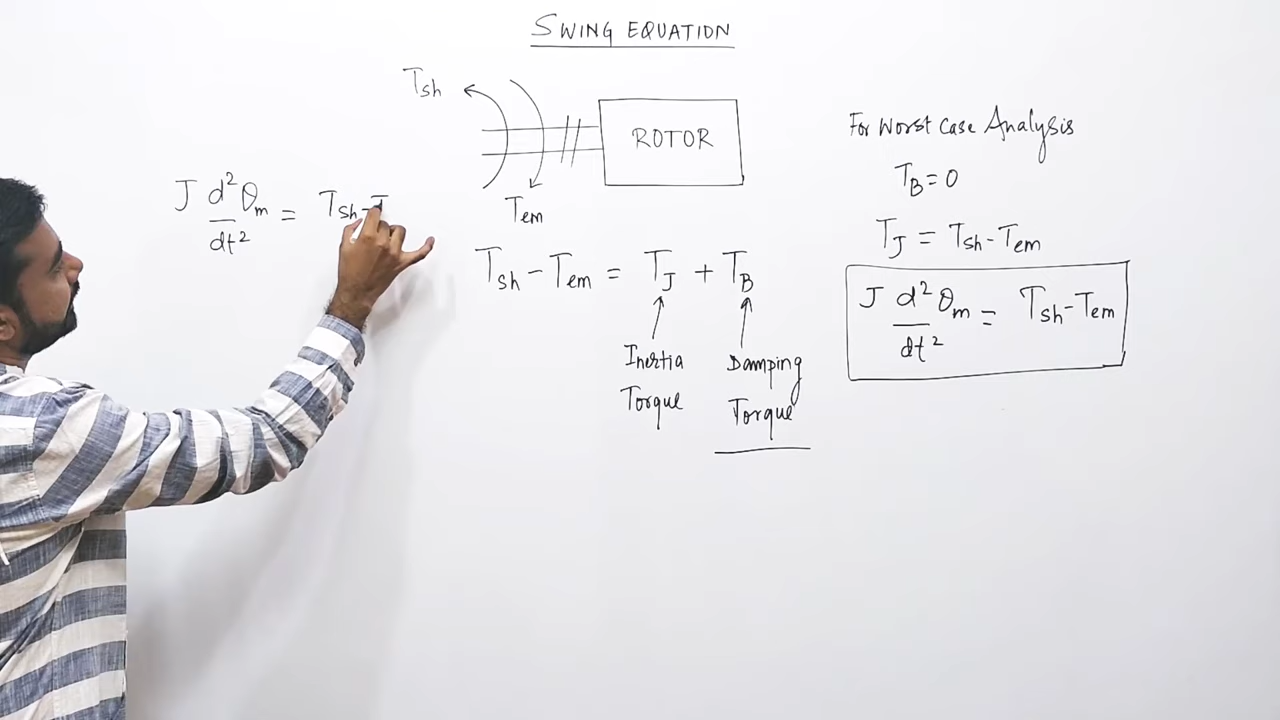 SWING EQUATION
Tsh
ROTOR
Tem
J d²θm/dt² = Tsh-T
Tsh - Tem = TJ + TB
Inertia
Torque
Damping
Torque
For Worst Case Analysis
TB = 0
TJ = Tsh-Tem
J d²θm/dt² = Tsh-Tem